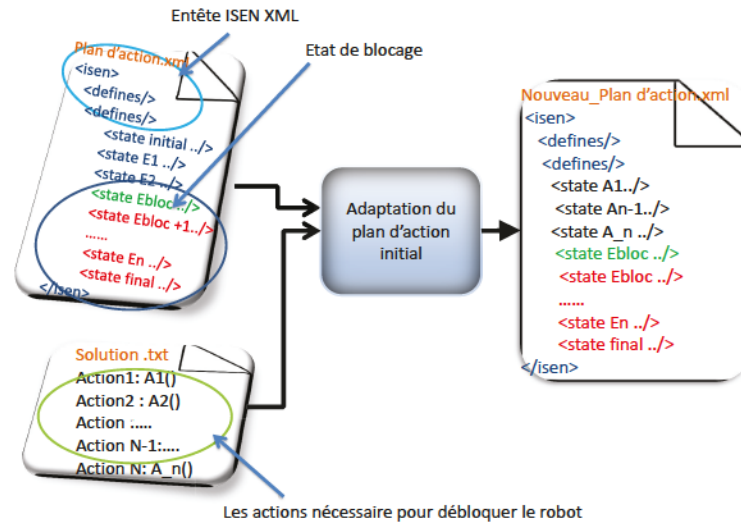 Entête ISEN XML
Etat de blocage
Plan d'action.xml
<isen>
<defines/>
<defines/>
<state initial ../>
<state E1 ../>
<state E2 ../>
<state Ebloc ../>
<state Ebloc +1../>
......
<state En ../>
<state final ../>
</isen>
Adaptation du
plan d'action
initial
Nouveau_Plan d'action.xml
<isen>
<defines/>
<defines/>
<state A1../>
<state An-1../>
<state A_n ../>
<state Ebloc ../>
<state Ebloc ../>
......
<state En ../>
<state final ../>
</isen>
Solution .txt
Action1: A1()
Action2 : A2()
Action :....
Action N-1:....
Action N: A_n()
Les actions nécessaire pour débloquer le robot